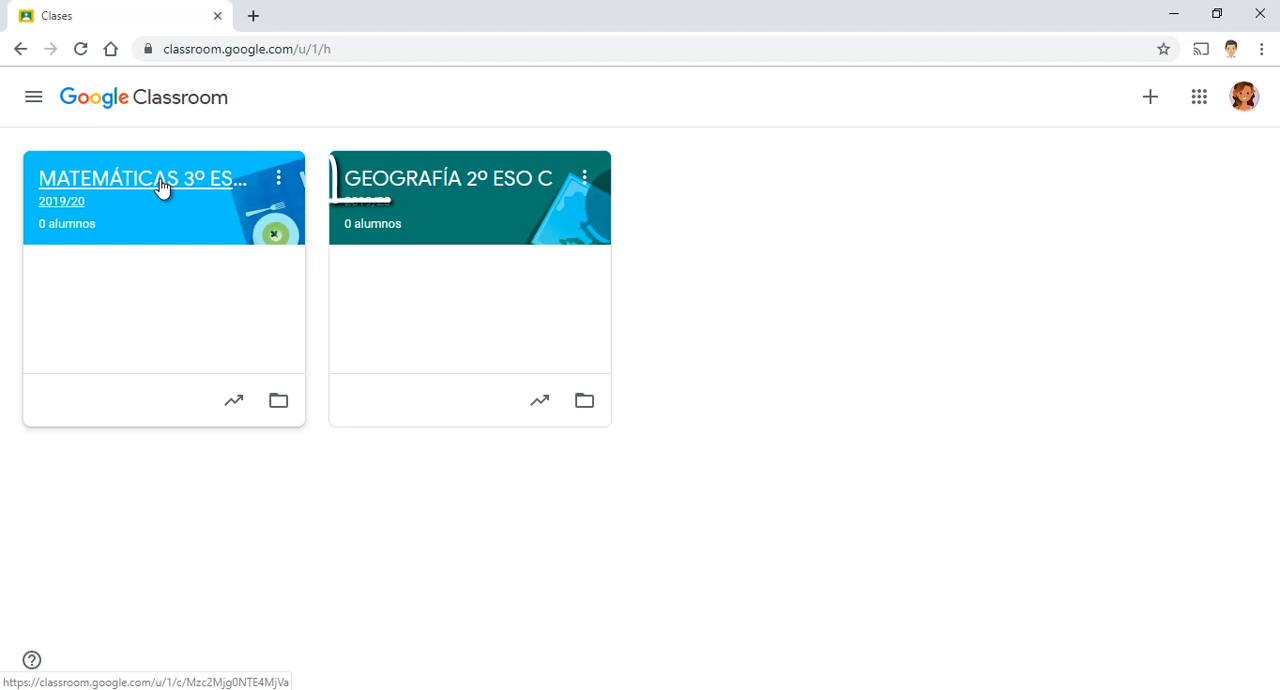 Clases
classroom.google.com/u/1/h
Google Classroom
MATEMÁTICAS 3º ES...
2019/20
0 alumnos
GEOGRAFÍA 2º ESO C
0 alumnos
https://classroom.google.com/u/1/c/Mzc2Mjg0NTE4MjVa